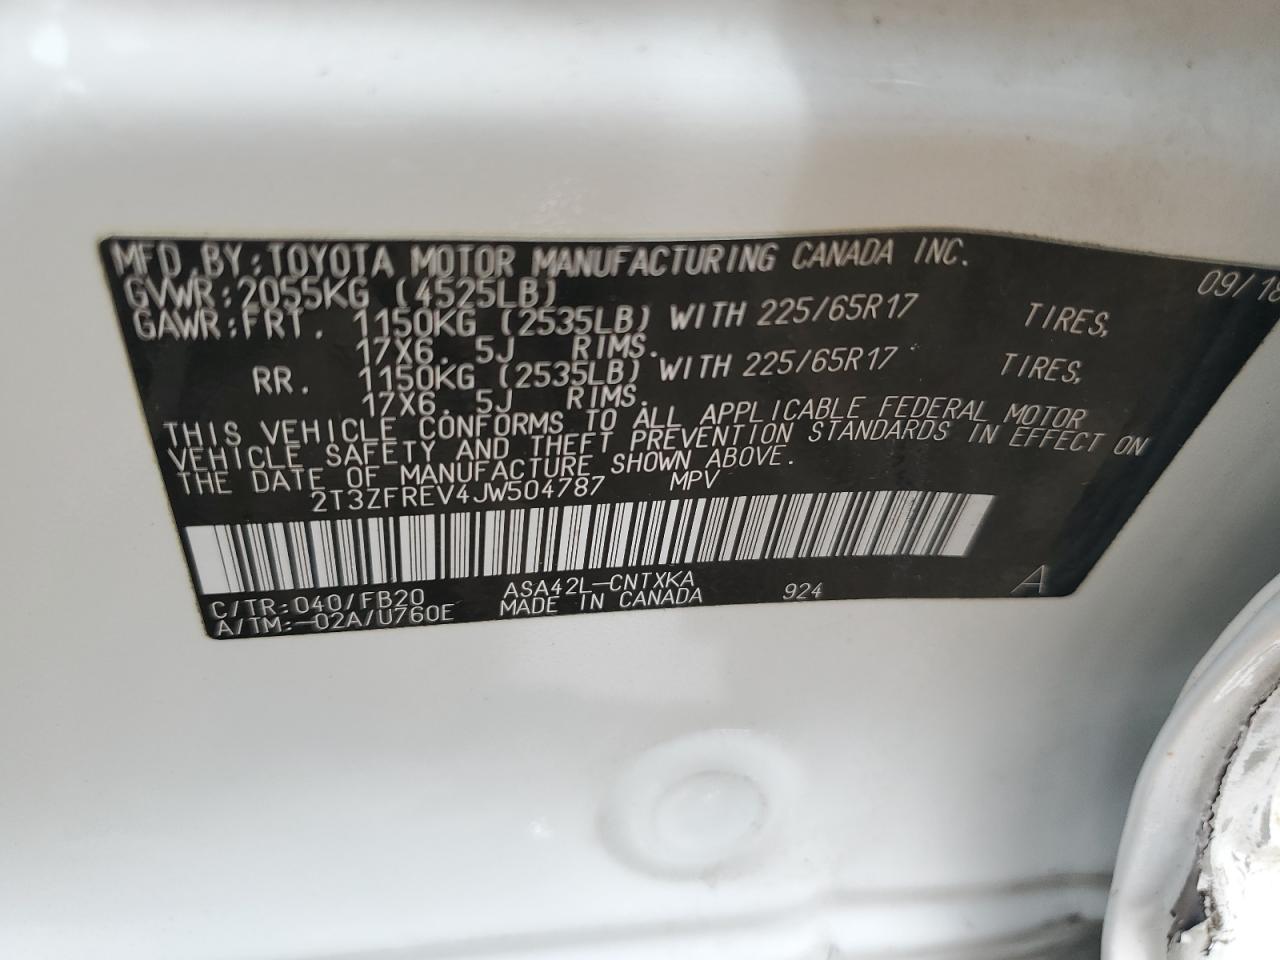 MFD.BY:TOYOTA MOTOR MANUFACTURING CANADA INC. 09/18
GVWR:2055KG (4525LB)
GAWR:FRT. 1150KG (2535LB) WITH 225/65R17 TIRES,
17X6.5J RIMS.
RR. 1150KG (2535LB) WITH 225/65R17 TIRES,
17X6.5J RIMS.
THIS VEHICLE CONFORMS TO ALL APPLICABLE FEDERAL MOTOR
VEHICLE SAFETY AND THEFT PREVENTION STANDARDS IN EFFECT ON
THE DATE OF MANUFACTURE SHOWN ABOVE.
2T3ZFREV4JW504787 MPV
C/TR:040/FB20 ASA42L-CNTXKA 924 A
A/TM:-02A/U760E MADE IN CANADA